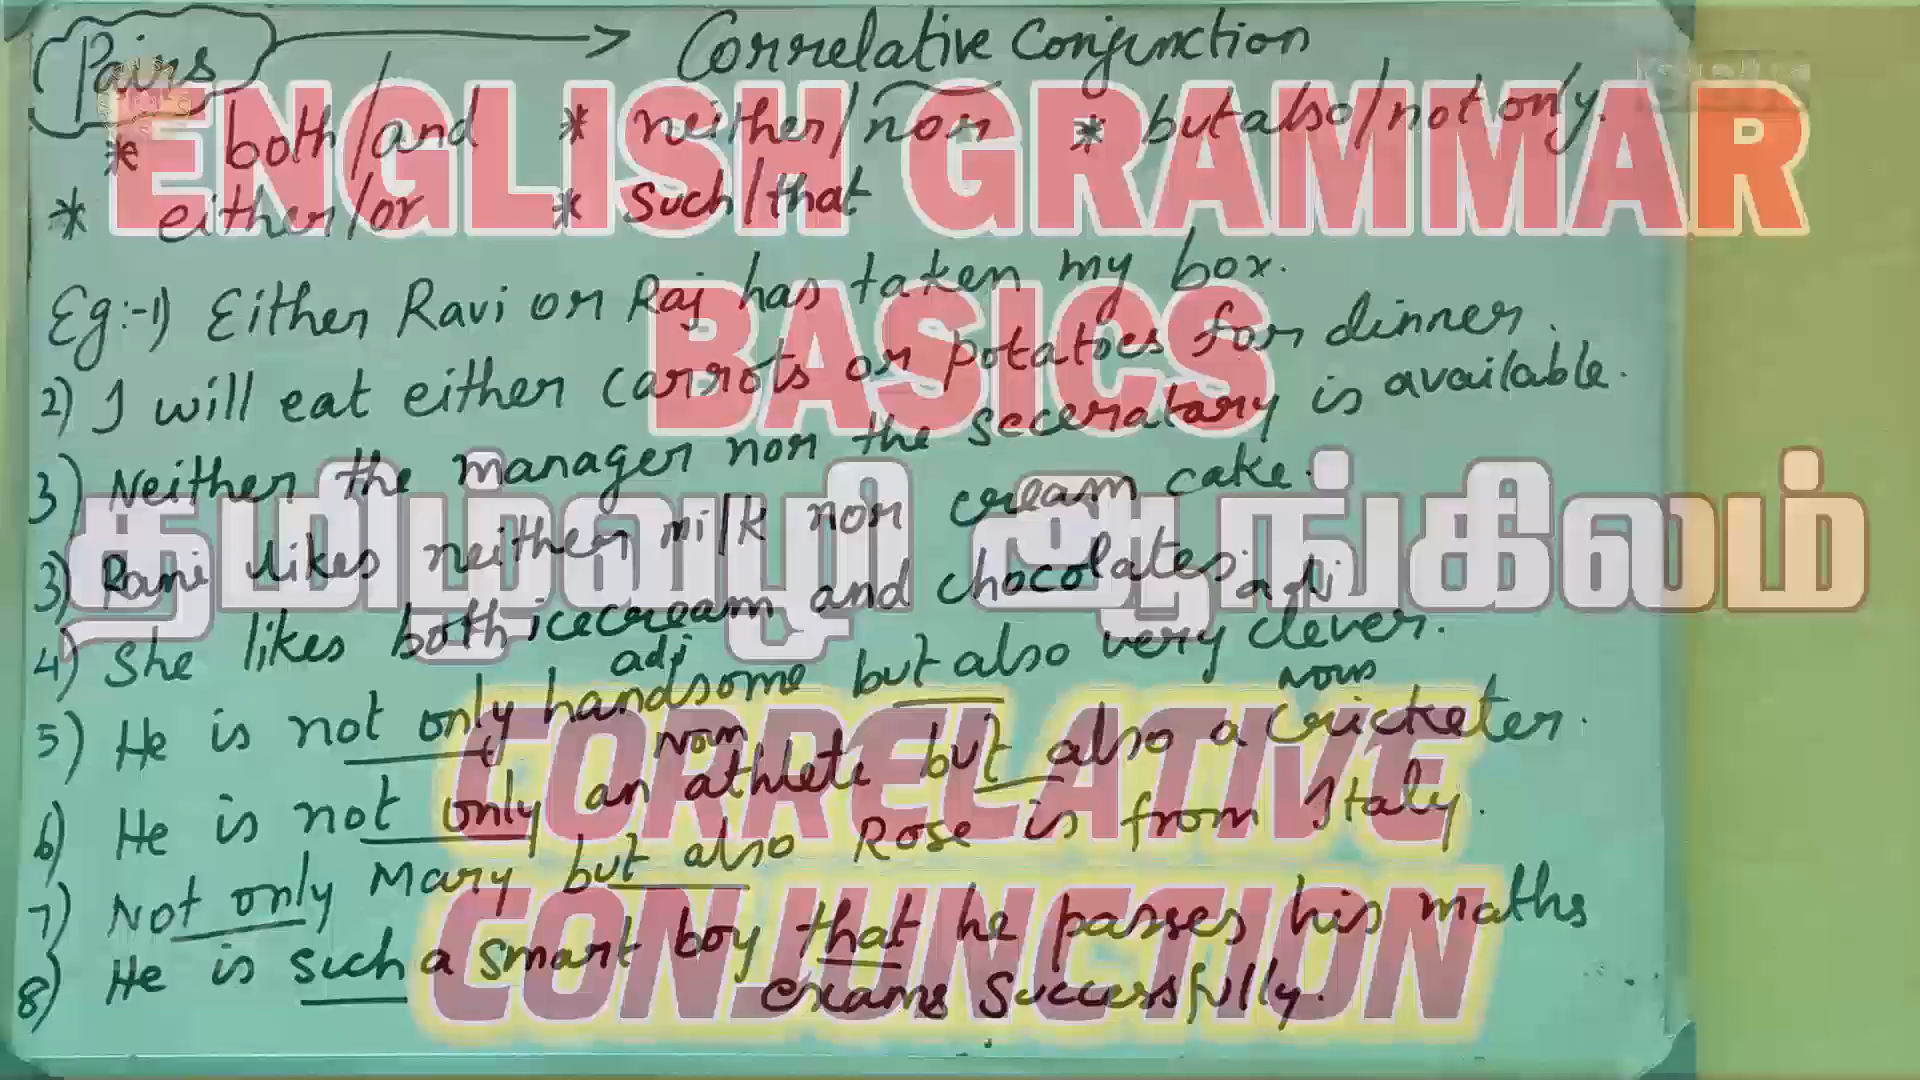 Pairs → Correlative Conjunction
* both/and * neither/nor * but also/not only.
* either/or * such/that
Eg:-1) Either Ravi or Raj has taken my box.
2) I will eat either carrots or potatoes for dinner.
3) Neither the manager nor the seceratary is available.
3) Rani likes neither milk nor cream cake.
4) She likes both icecream and chocolates.
adj adj
5) He is not only handsome but also very clever.
noun noun
6) He is not only an athlete but also a cricketer.
7) Not only Mary but also Rose is from Italy.
8) He is such a smart boy that he passes his maths
exams successfully.
ENGLISH GRAMMAR
BASICS
தமிழ்வழி ஆங்கிலம்
CORRELATIVE
CONJUNCTION